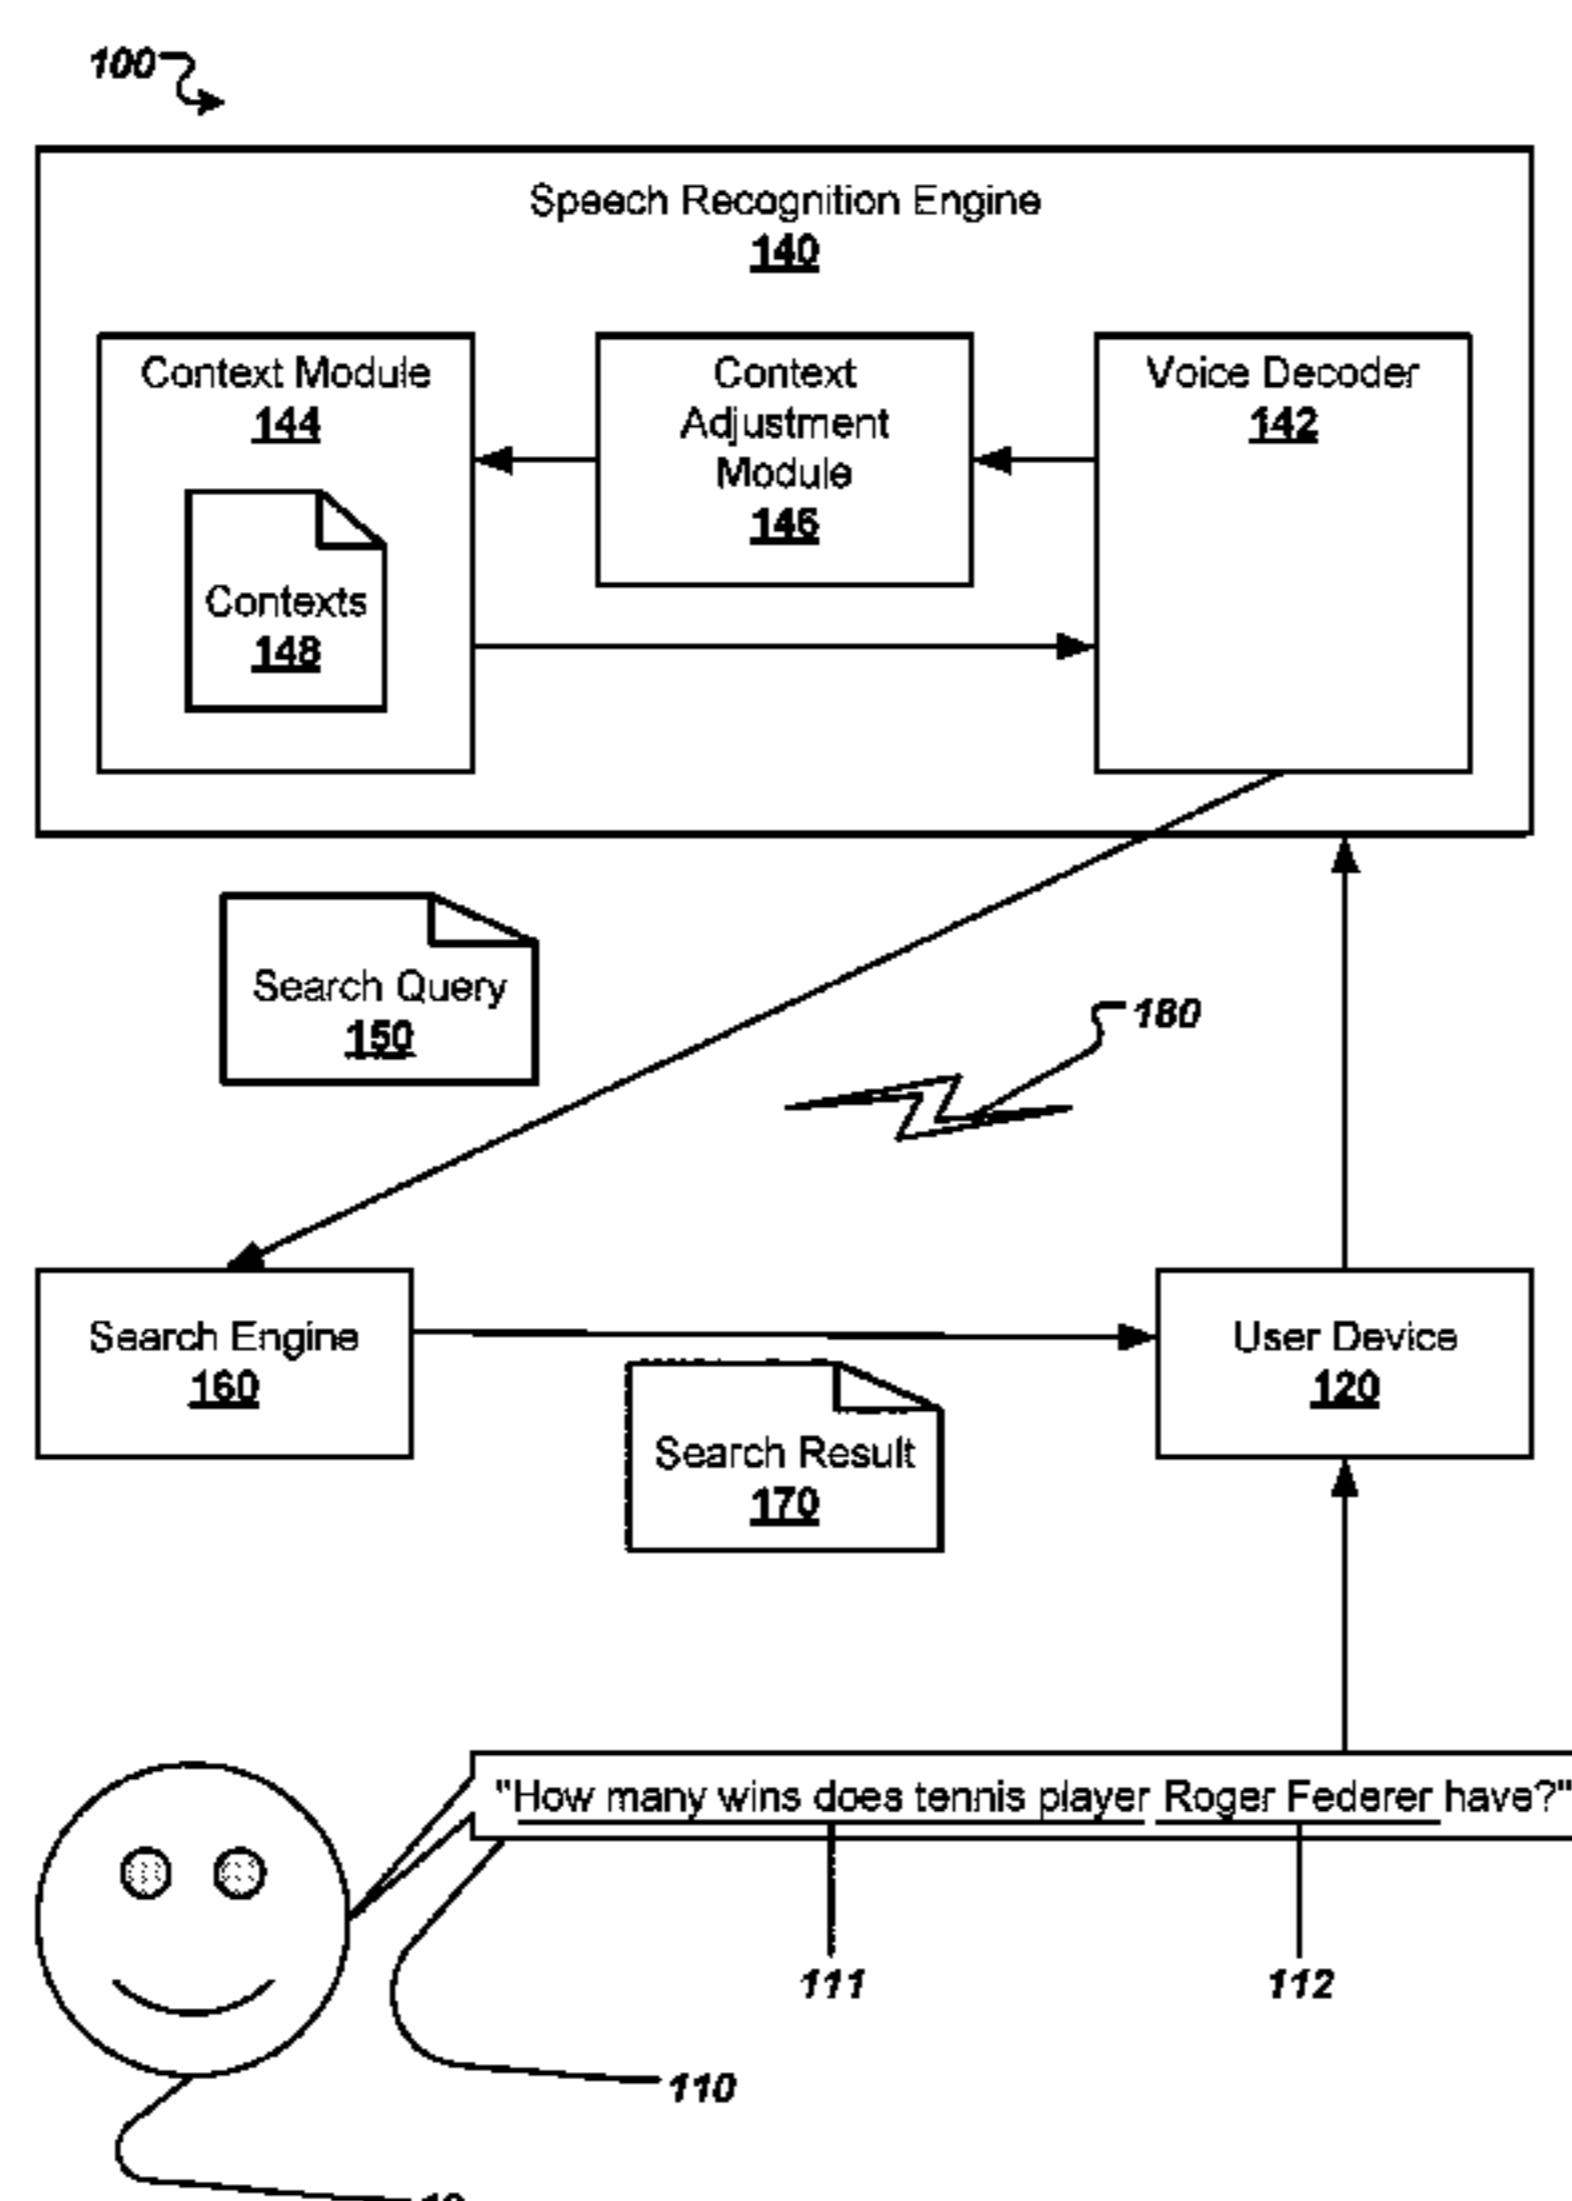 100
Speech Recognition Engine
140
Context Module
144
Context
Adjustment
Module
146
Voice Decoder
142
Contexts
148
Search Query
150
180
Search Engine
160
User Device
120
Search Result
170
"How many wins does tennis player Roger Federer have?"
111
112
110